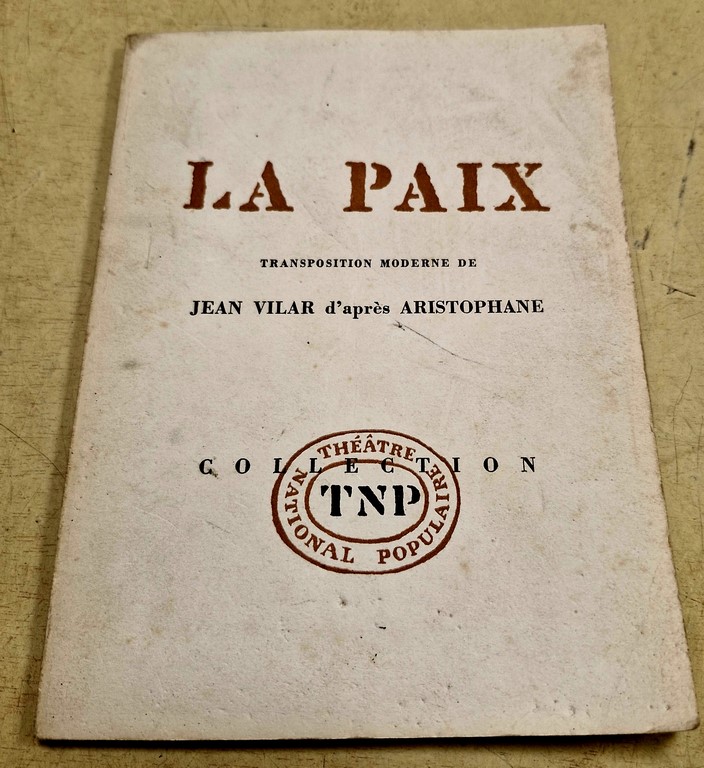 LA PAIX
TRANSPOSITION MODERNE DE
JEAN VILAR d'après ARISTOPHANE
COLLECTION
THÉÂTRE
NATIONAL POPULAIRE
TNP